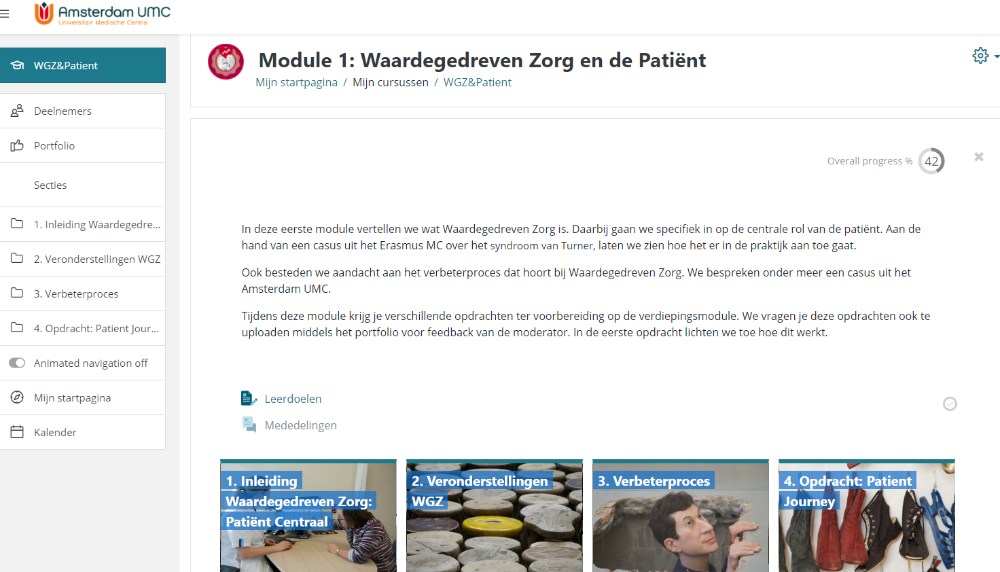 Amsterdam UMC
Universitair Medische Centra
WGZ&Patient
Deelnemers
Portfolio
Secties
1. Inleiding Waardegedre...
2. Veronderstellingen WGZ
3. Verbeterproces
4. Opdracht: Patient Jour...
Animated navigation off
Mijn startpagina
Kalender
Module 1: Waardegedreven Zorg en de Patiënt
Mijn startpagina / Mijn cursussen / WGZ&Patient
Overall progress % 42
In deze eerste module vertellen we wat Waardegedreven Zorg is. Daarbij gaan we specifiek in op de centrale rol van de patiënt. Aan de
hand van een casus uit het Erasmus MC over het syndroom van Turner, laten we zien hoe het er in de praktijk aan toe gaat.
Ook besteden we aandacht aan het verbeterproces dat hoort bij Waardegedreven Zorg. We bespreken onder meer een casus uit het
Amsterdam UMC.
Tijdens deze module krijg je verschillende opdrachten ter voorbereiding op de verdiepingsmodule. We vragen je deze opdrachten ook te
uploaden middels het portfolio voor feedback van de moderator. In de eerste opdracht lichten we toe hoe dit werkt.
Leerdoelen
Mededelingen
1. Inleiding
Waardegedreven Zorg:
Patiënt Centraal
2. Veronderstellingen
WGZ
3. Verbeterproces
4. Opdracht: Patient
Journey